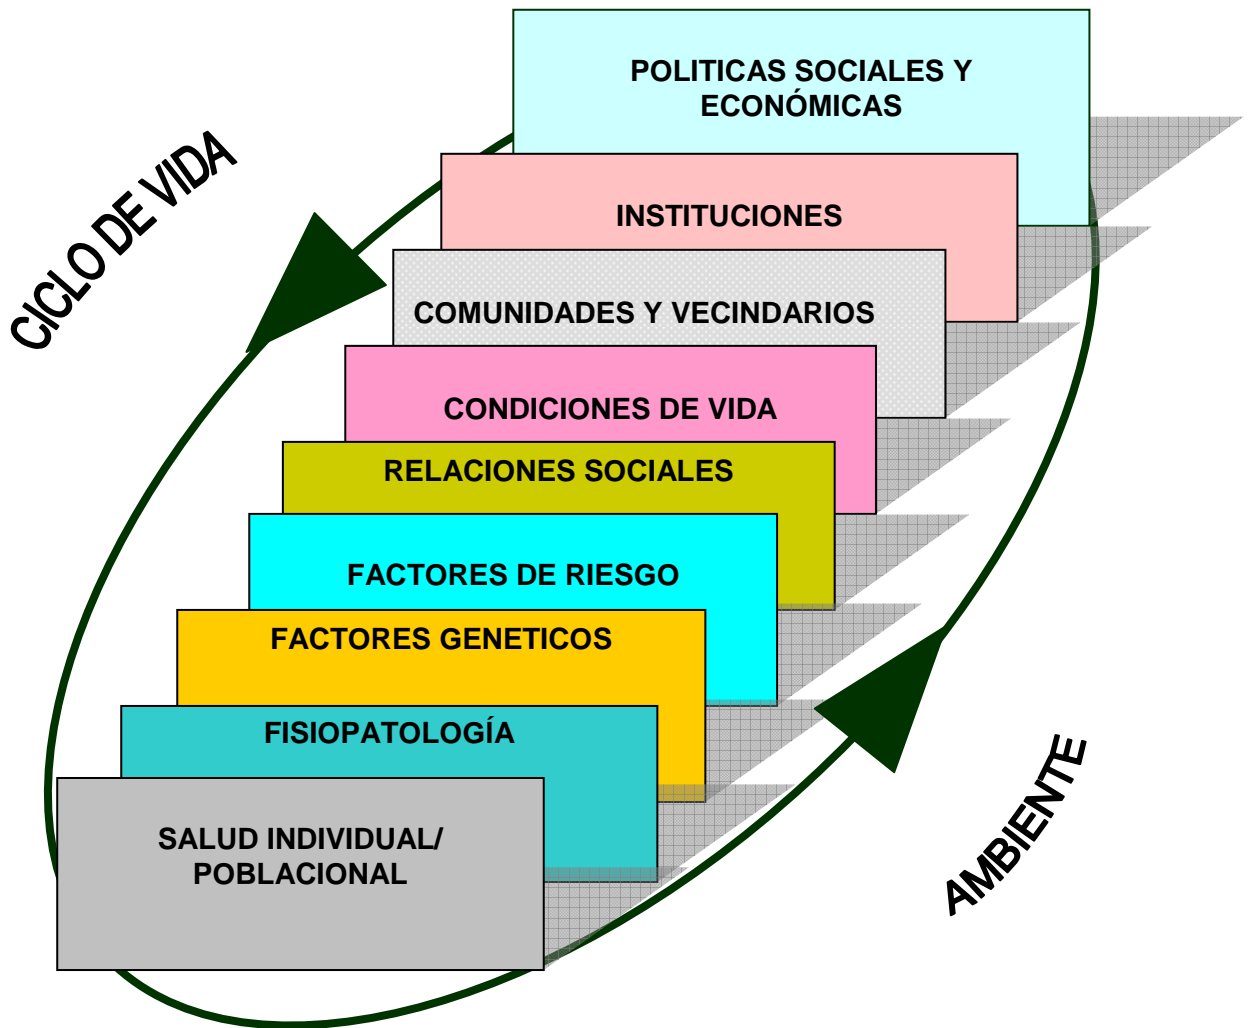 POLITICAS SOCIALES Y
ECONÓMICAS
CICLO DE VIDA
INSTITUCIONES
COMUNIDADES Y VECINDARIOS
CONDICIONES DE VIDA
RELACIONES SOCIALES
FACTORES DE RIESGO
FACTORES GENETICOS
FISIOPATOLOGÍA
SALUD INDIVIDUAL/
POBLACIONAL
AMBIENTE